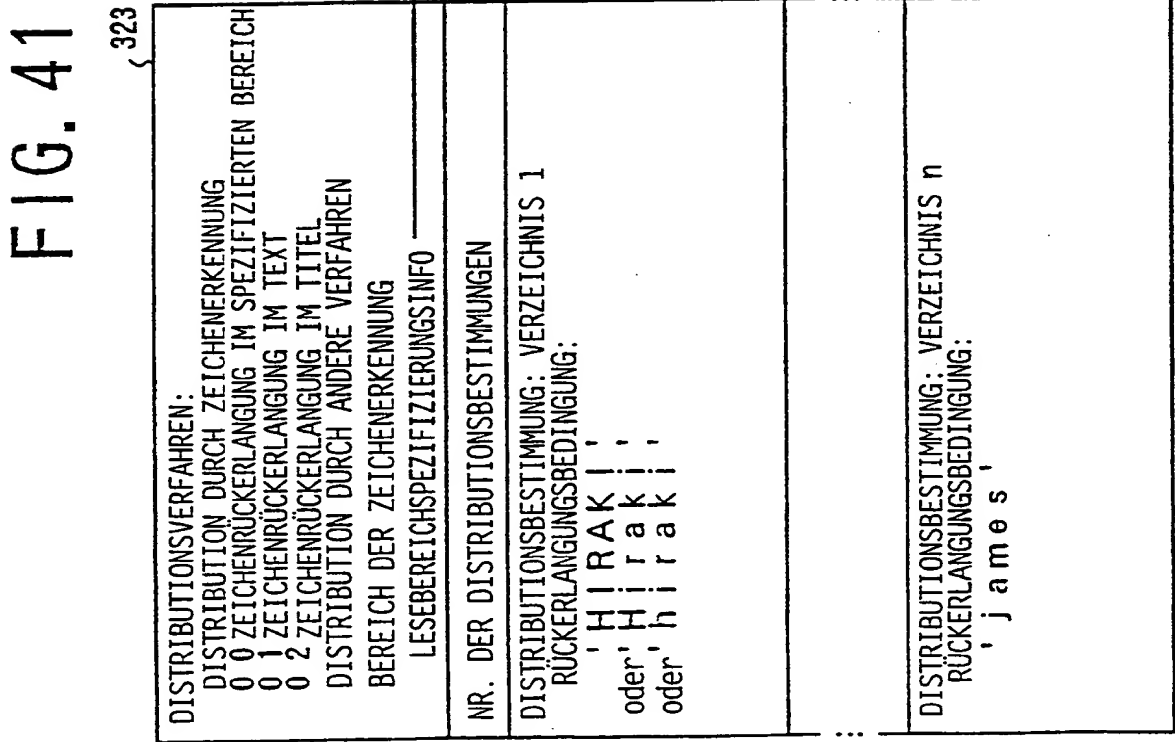 FIG. 41
323
DISTRIBUTIONSVERFAHREN:
DISTRIBUTION DURCH ZEICHENERKENNUNG
0 0 ZEICHENRÜCKERLANGUNG IM SPEZIFIZIERTEN BEREICH
0 1 ZEICHENRÜCKERLANGUNG IM TEXT
0 2 ZEICHENRÜCKERLANGUNG IM TITEL
DISTRIBUTION DURCH ANDERE VERFAHREN
BEREICH DER ZEICHENERKENNUNG
LESEBEREICHSPEZIFIZIERUNGSINFO
NR. DER DISTRIBUTIONSBESTIMMUNGEN
DISTRIBUTIONSBESTIMMUNG: VERZEICHNIS 1
RÜCKERLANGUNGSBEDINGUNG:
'HIRAKI'
oder'Hiraki'
oder'hiraki'
DISTRIBUTIONSBESTIMMUNG: VERZEICHNIS n
RÜCKERLANGUNGSBEDINGUNG:
'james'